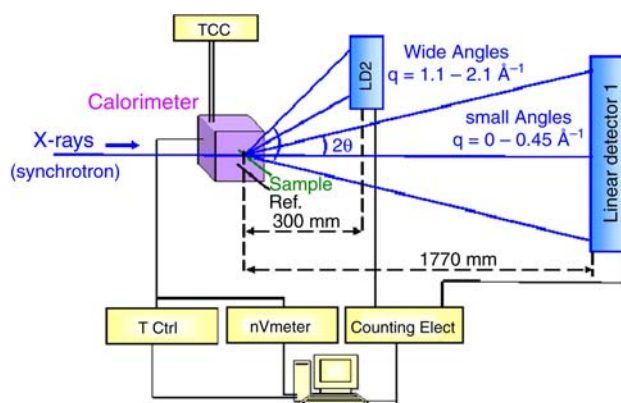 TCC
Calorimeter
X-rays
(synchrotron)
LD2
Wide Angles
q = 1.1 – 2.1 Å⁻¹
small Angles
q = 0 – 0.45 Å⁻¹
2θ
Linear detector 1
Sample
Ref.
300 mm
1770 mm
T Ctrl
nVmeter
Counting Elect